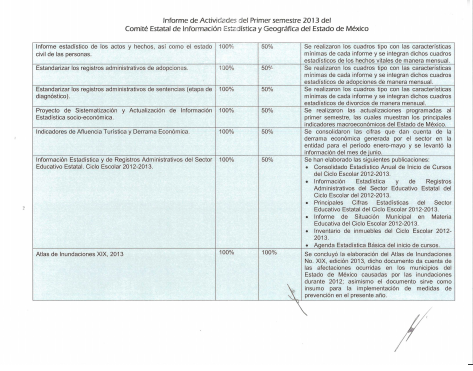 Informe de Actividades del Primer semestre 2013 del
Comité Estatal de Información Estadística y Geográfica del Estado de México
Informe estadístico de los actos y hechos, así como el estado civil de las personas.
100%
50%
Se realizaron los cuadros tipo con las características
mínimas de cada informe y se integran dichos cuadros
estadísticos de los hechos vitales de manera mensual.
Estandarizar los registros administrativos de adopciones.
100%
50%
Se realizaron los cuadros tipo con las características
mínimas de cada informe y se integran dichos cuadros
estadísticos de adopciones de manera mensual.
Estandarizar los registros administrativos de sentencias (etapa de
diagnóstico).
100%
50%
Se realizaron los cuadros tipo con las características
mínimas de cada informe y se integran dichos cuadros
estadísticos de divorcios de manera mensual.
Proyecto de Sistematización y Actualización de Información
Estadística socio-económica.
100%
50%
Se realizaron las actualizaciones programadas al
primer semestre, las cuales muestran los principales
indicadores macroeconómicos del Estado de México.
Indicadores de Afluencia Turística y Derrama Económica
100%
50%
Se consolidaron las cifras que dan cuenta de la
derrama económica generada por el sector en la
entidad para el período enero-mayo y se levantó la
información del mes de junio.
Información Estadística y de Registros Administrativos del Sector
Educativo Estatal. Ciclo Escolar 2012-2013.
100%
50%
Se han elaborado las siguientes publicaciones:
• Consolidado Estadístico Anual de Inicio de Cursos
del Ciclo Escolar 2012-2013.
• Información Estadística y de Registros
Administrativos del Sector Educativo Estatal del
Ciclo Escolar del 2012-2013.
• Principales Cifras Estadísticas del Sector
Educativo Estatal del Ciclo Escolar 2012-2013.
• Informe de Situación Municipal en Materia
Educativa del Ciclo Escolar 2012-2013.
• Inventario de inmuebles del Ciclo Escolar 2012-
2013.
• Agenda Estadística Básica del inicio de cursos.
Atlas de Inundaciones XIX, 2013
100%
100%
Se concluyó la elaboración del Atlas de Inundaciones
No. XIX, edición 2013, dicho documento da cuenta de
las afectaciones ocurridas en los municipios del
Estado de México causadas por las inundaciones
durante 2012; asimismo el documento sirve como
insumo para la implementación de medidas de
prevención en el presente año.